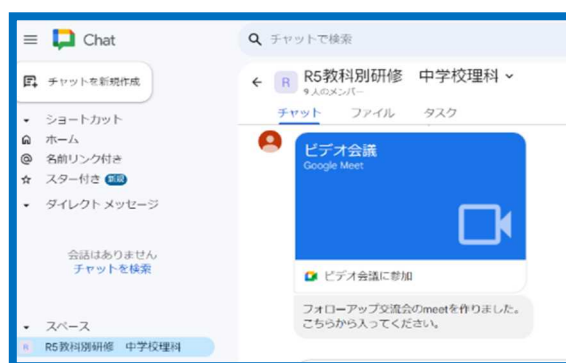 Chat
チャットで検索
チャットを新規作成
ショートカット
ホーム
名前リンク付き
スター付き 新規
ダイレクト メッセージ
会話はありません
チャットを検索
スペース
R R5教科別研修 中学校理科
R R5教科別研修 中学校理科
9 人のメンバー
チャット ファイル タスク
ビデオ会議
Google Meet
ビデオ会議に参加
フォローアップ交流会のmeetを作りました。
こちらから入ってください。